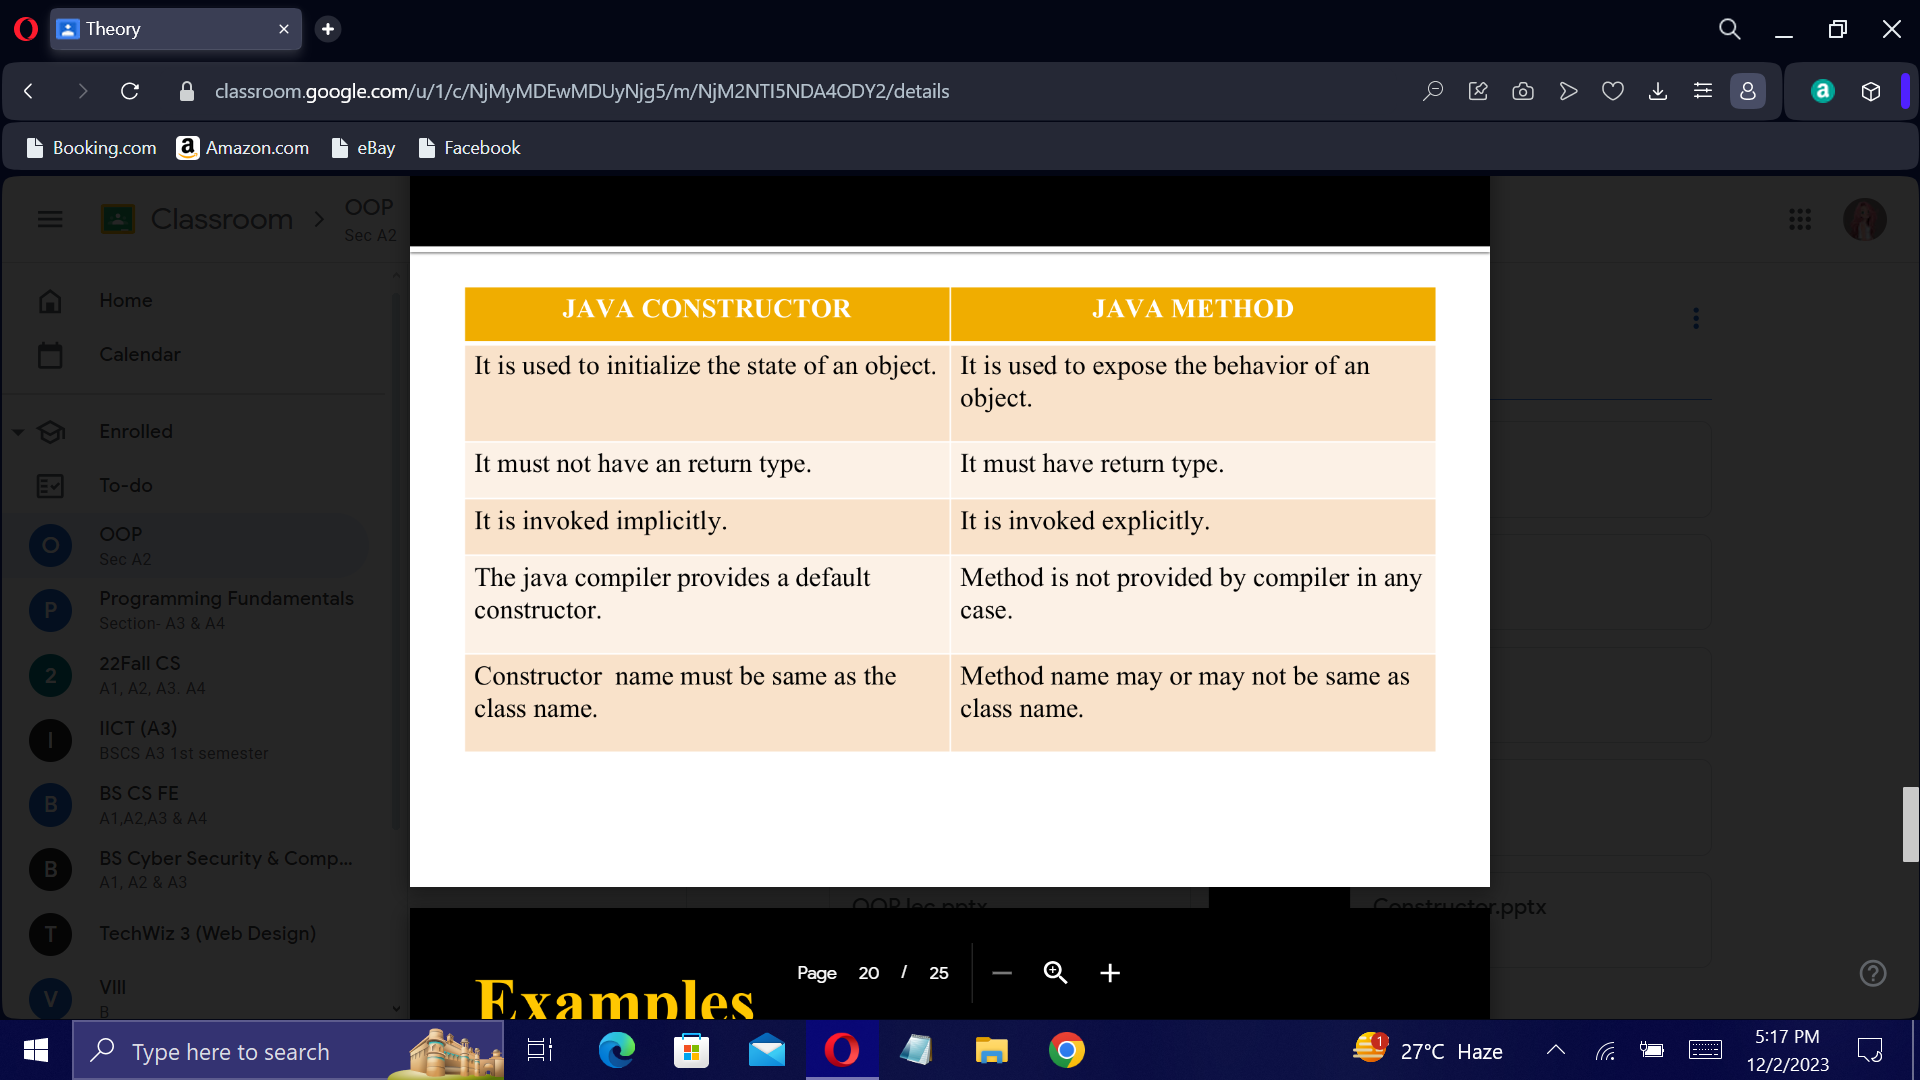 Theory
classroom.google.com/u/1/c/NjMyMDEwMDUyNjg5/m/NjM2NTI5NDA4ODY2/details
Booking.com
Amazon.com
eBay
Facebook
Classroom
OOP
Sec A2
Home
Calendar
Enrolled
To-do
O
OOP
Sec A2
P
Programming Fundamentals
Section- A3 & A4
2
22Fall CS
A1, A2, A3. A4
I
IICT (A3)
BSCS A3 1st semester
B
BS CS FE
A1,A2,A3 & A4
B
BS Cyber Security & Comp...
A1, A2 & A3
T
TechWiz 3 (Web Design)
V
VIII
B
JAVA CONSTRUCTOR
JAVA METHOD
It is used to initialize the state of an object.
It is used to expose the behavior of an
object.
It must not have an return type.
It must have return type.
It is invoked implicitly.
It is invoked explicitly.
The java compiler provides a default
constructor.
Method is not provided by compiler in any
case.
Constructor name must be same as the
class name.
Method name may or may not be same as
class name.
OOP lec.pptx
Constructor.pptx
Examples
Page 20 / 25
Type here to search
1
27°C Haze
5:17 PM
12/2/2023